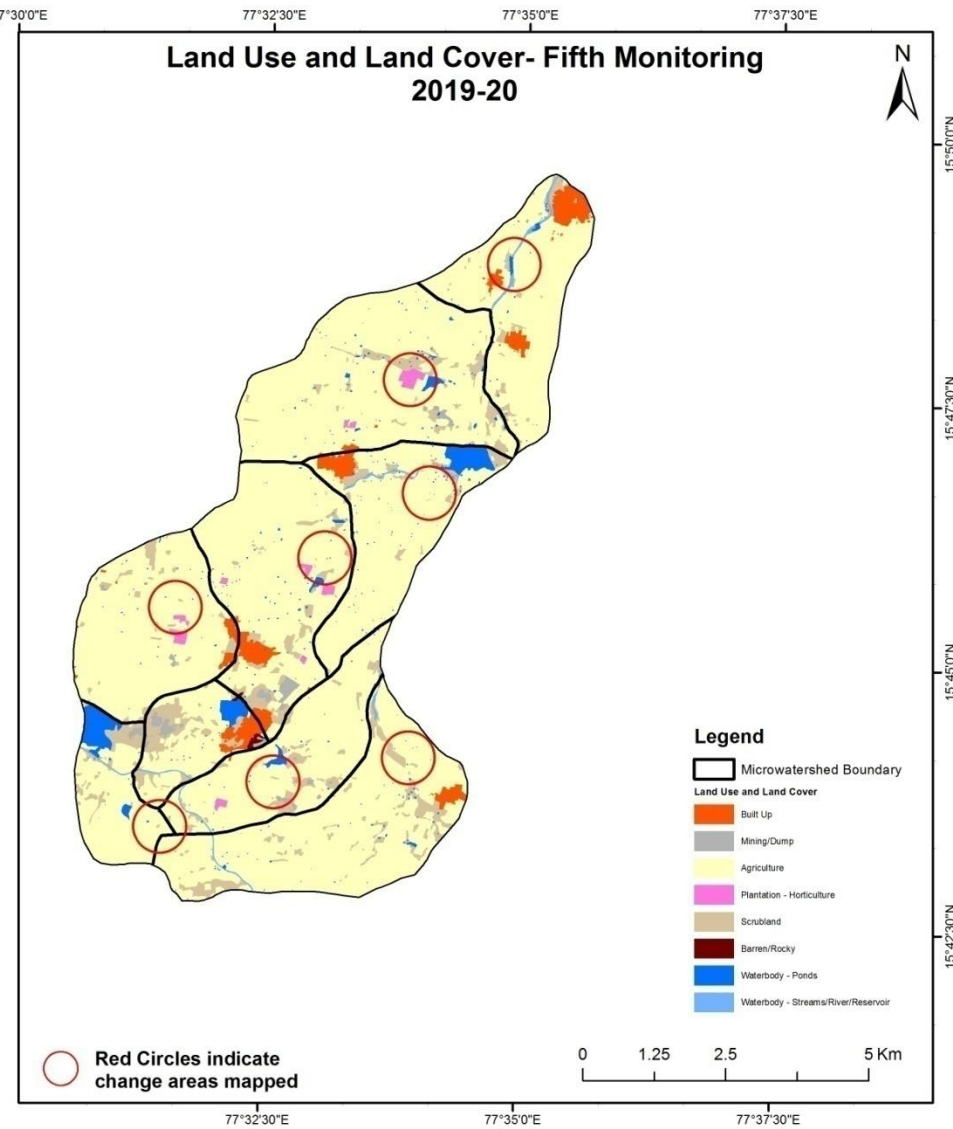 7°30'0"E 77°32'30"E 77°35'0"E 77°37'30"E
Land Use and Land Cover- Fifth Monitoring
2019-20
N
15°50'0"N
15°47'30"N
15°45'0"N
Legend
Microwatershed Boundary
Land Use and Land Cover
Built Up
Mining/Dump
Agriculture
Plantation - Horticulture
Scrubland
Barren/Rocky
Waterbody - Ponds
Waterbody - Streams/River/Reservoir
15°42'30"N
Red Circles indicate
change areas mapped
0 1.25 2.5 5 Km
77°32'30"E 77°35'0"E 77°37'30"E